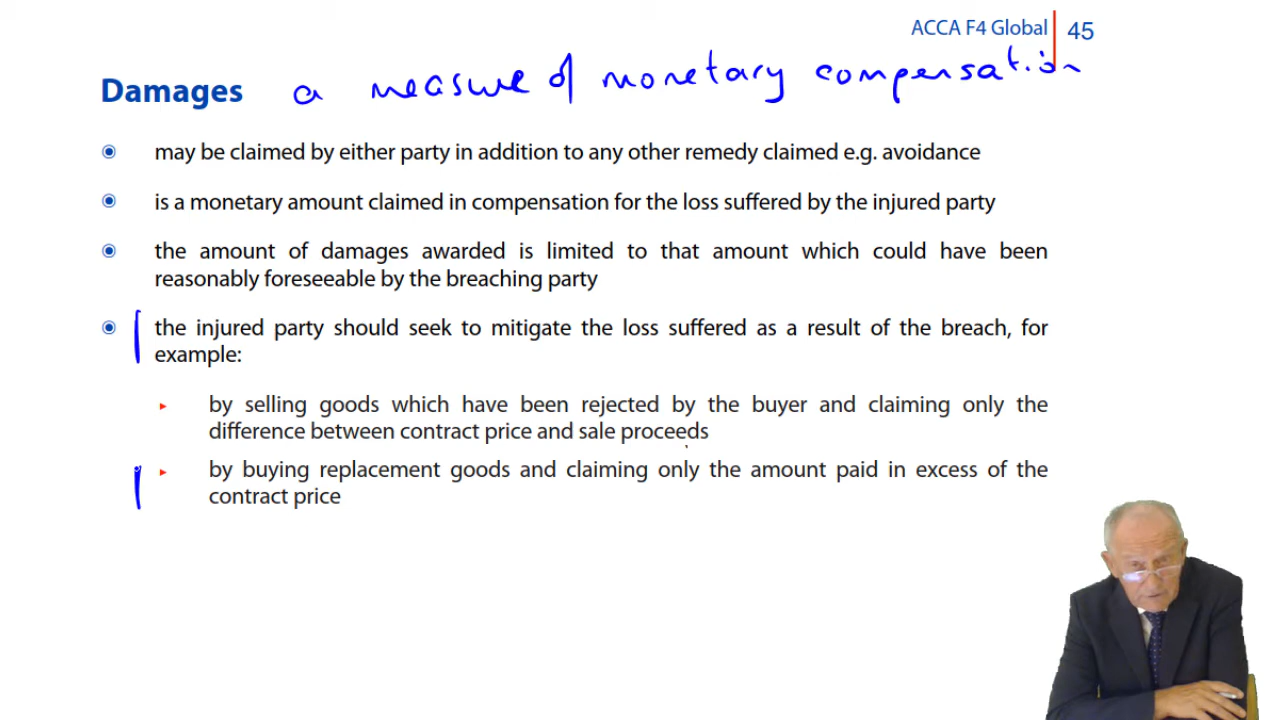 ACCA F4 Global 45
Damages a measure of monetary compensation
may be claimed by either party in addition to any other remedy claimed e.g. avoidance
is a monetary amount claimed in compensation for the loss suffered by the injured party
the amount of damages awarded is limited to that amount which could have been
reasonably foreseeable by the breaching party
the injured party should seek to mitigate the loss suffered as a result of the breach, for
example:
by selling goods which have been rejected by the buyer and claiming only the
difference between contract price and sale proceeds
by buying replacement goods and claiming only the amount paid in excess of the
contract price